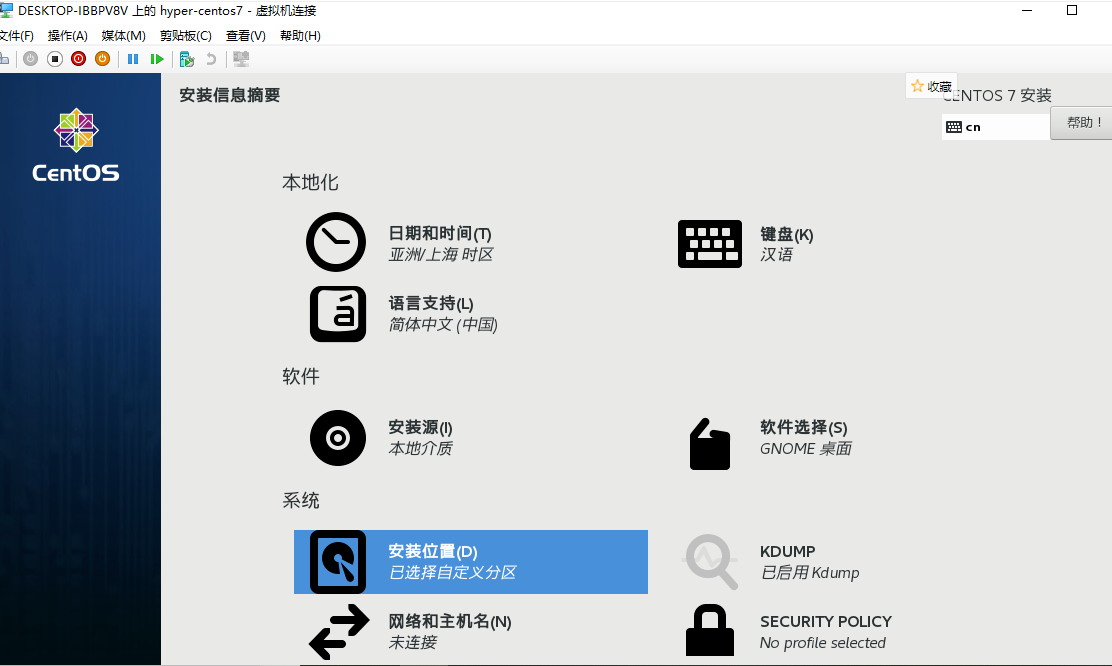 DESKTOP-IBBPV8V 上的 hyper-centos7 - 虚拟机连接
文件(F) 操作(A) 媒体(M) 剪贴板(C) 查看(V) 帮助(H)
安装信息摘要
收藏
CENTOS 7 安装
cn
帮助！
CentOS
本地化
日期和时间(T)
亚洲/上海 时区
键盘(K)
汉语
语言支持(L)
简体中文 (中国)
软件
安装源(I)
本地介质
软件选择(S)
GNOME 桌面
系统
安装位置(D)
已选择自定义分区
KDUMP
已启用 Kdump
网络和主机名(N)
未连接
SECURITY POLICY
No profile selected